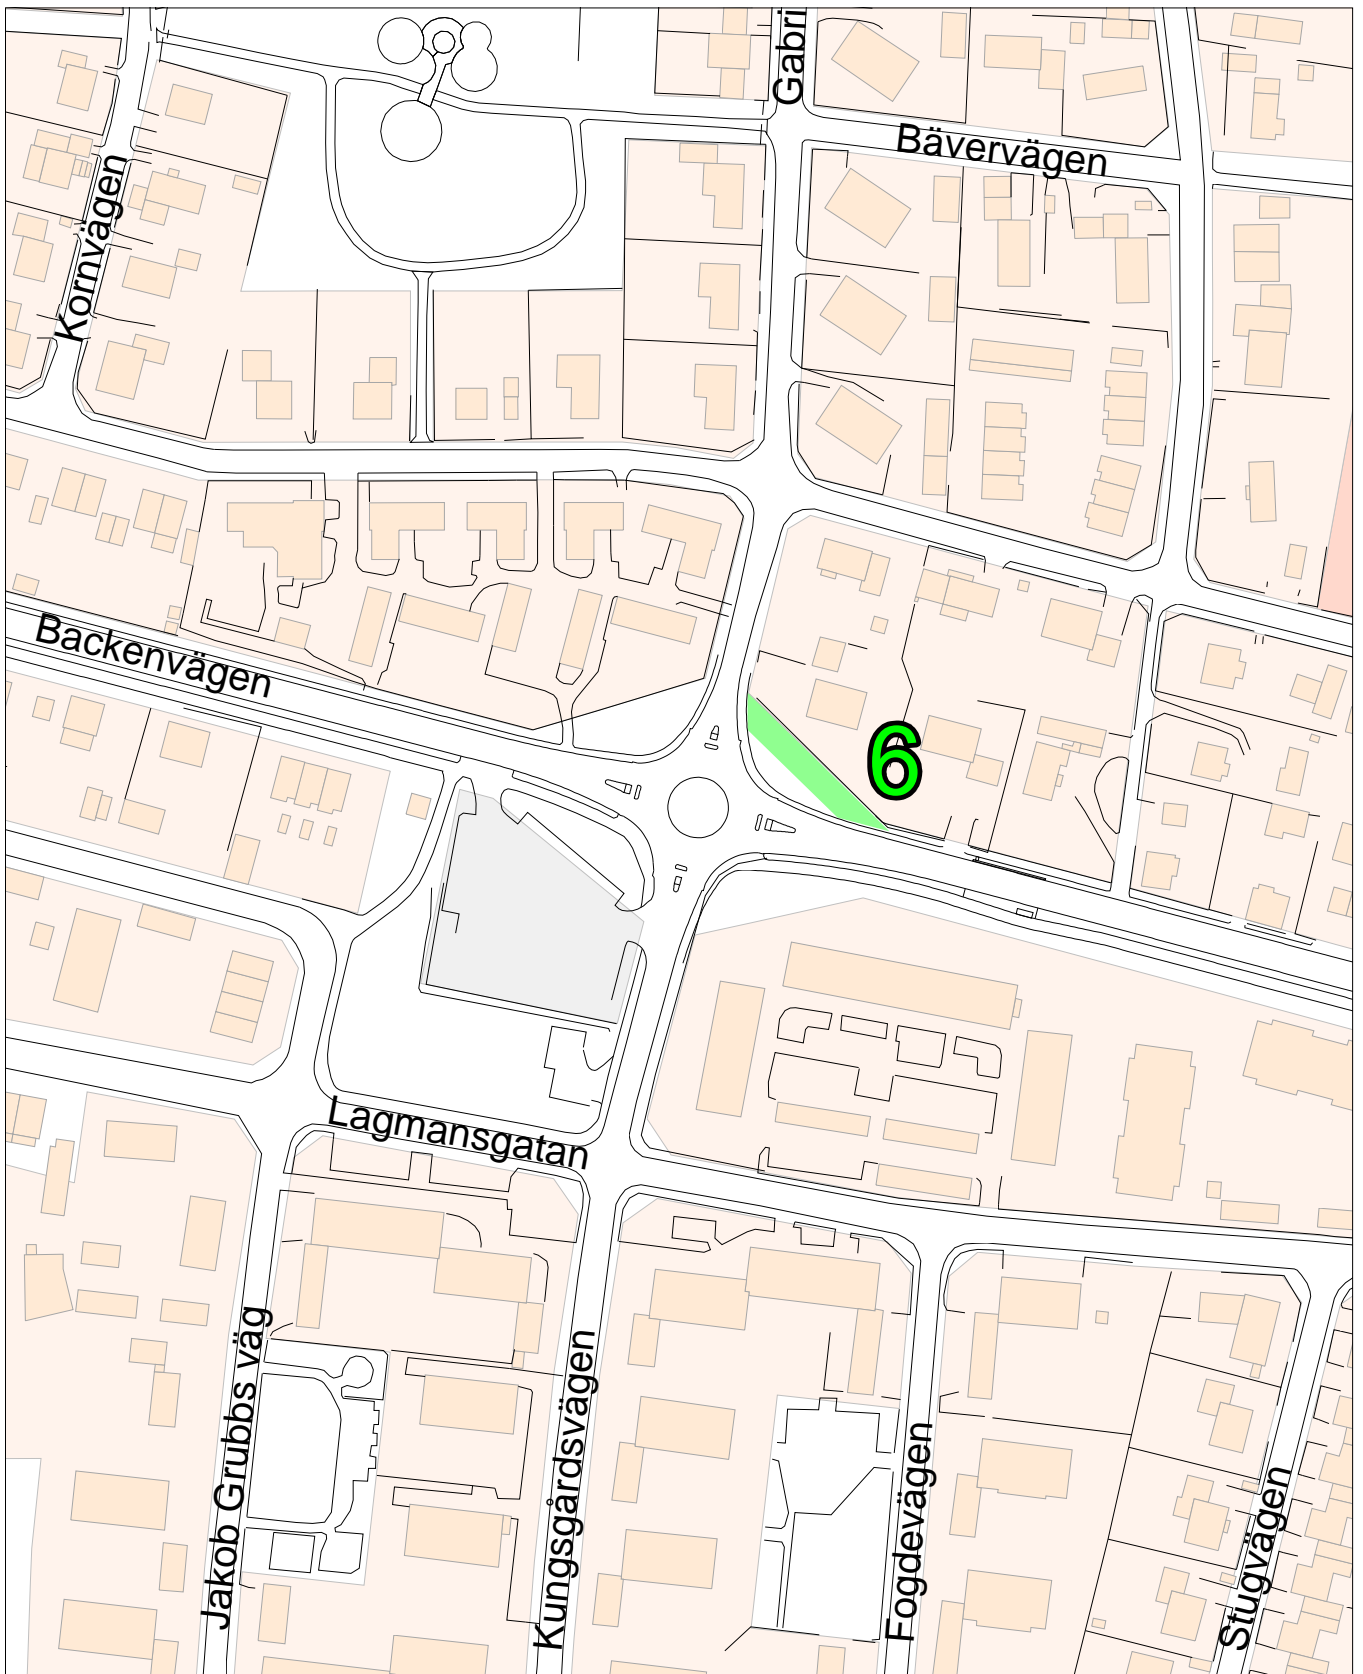 Gabri
Bävervägen
Kornvägen
Backenvägen
6
Lagmansgatan
Jakob Grubbs väg
Kungsgårdsvägen
Fogdevägen
Stugvägen